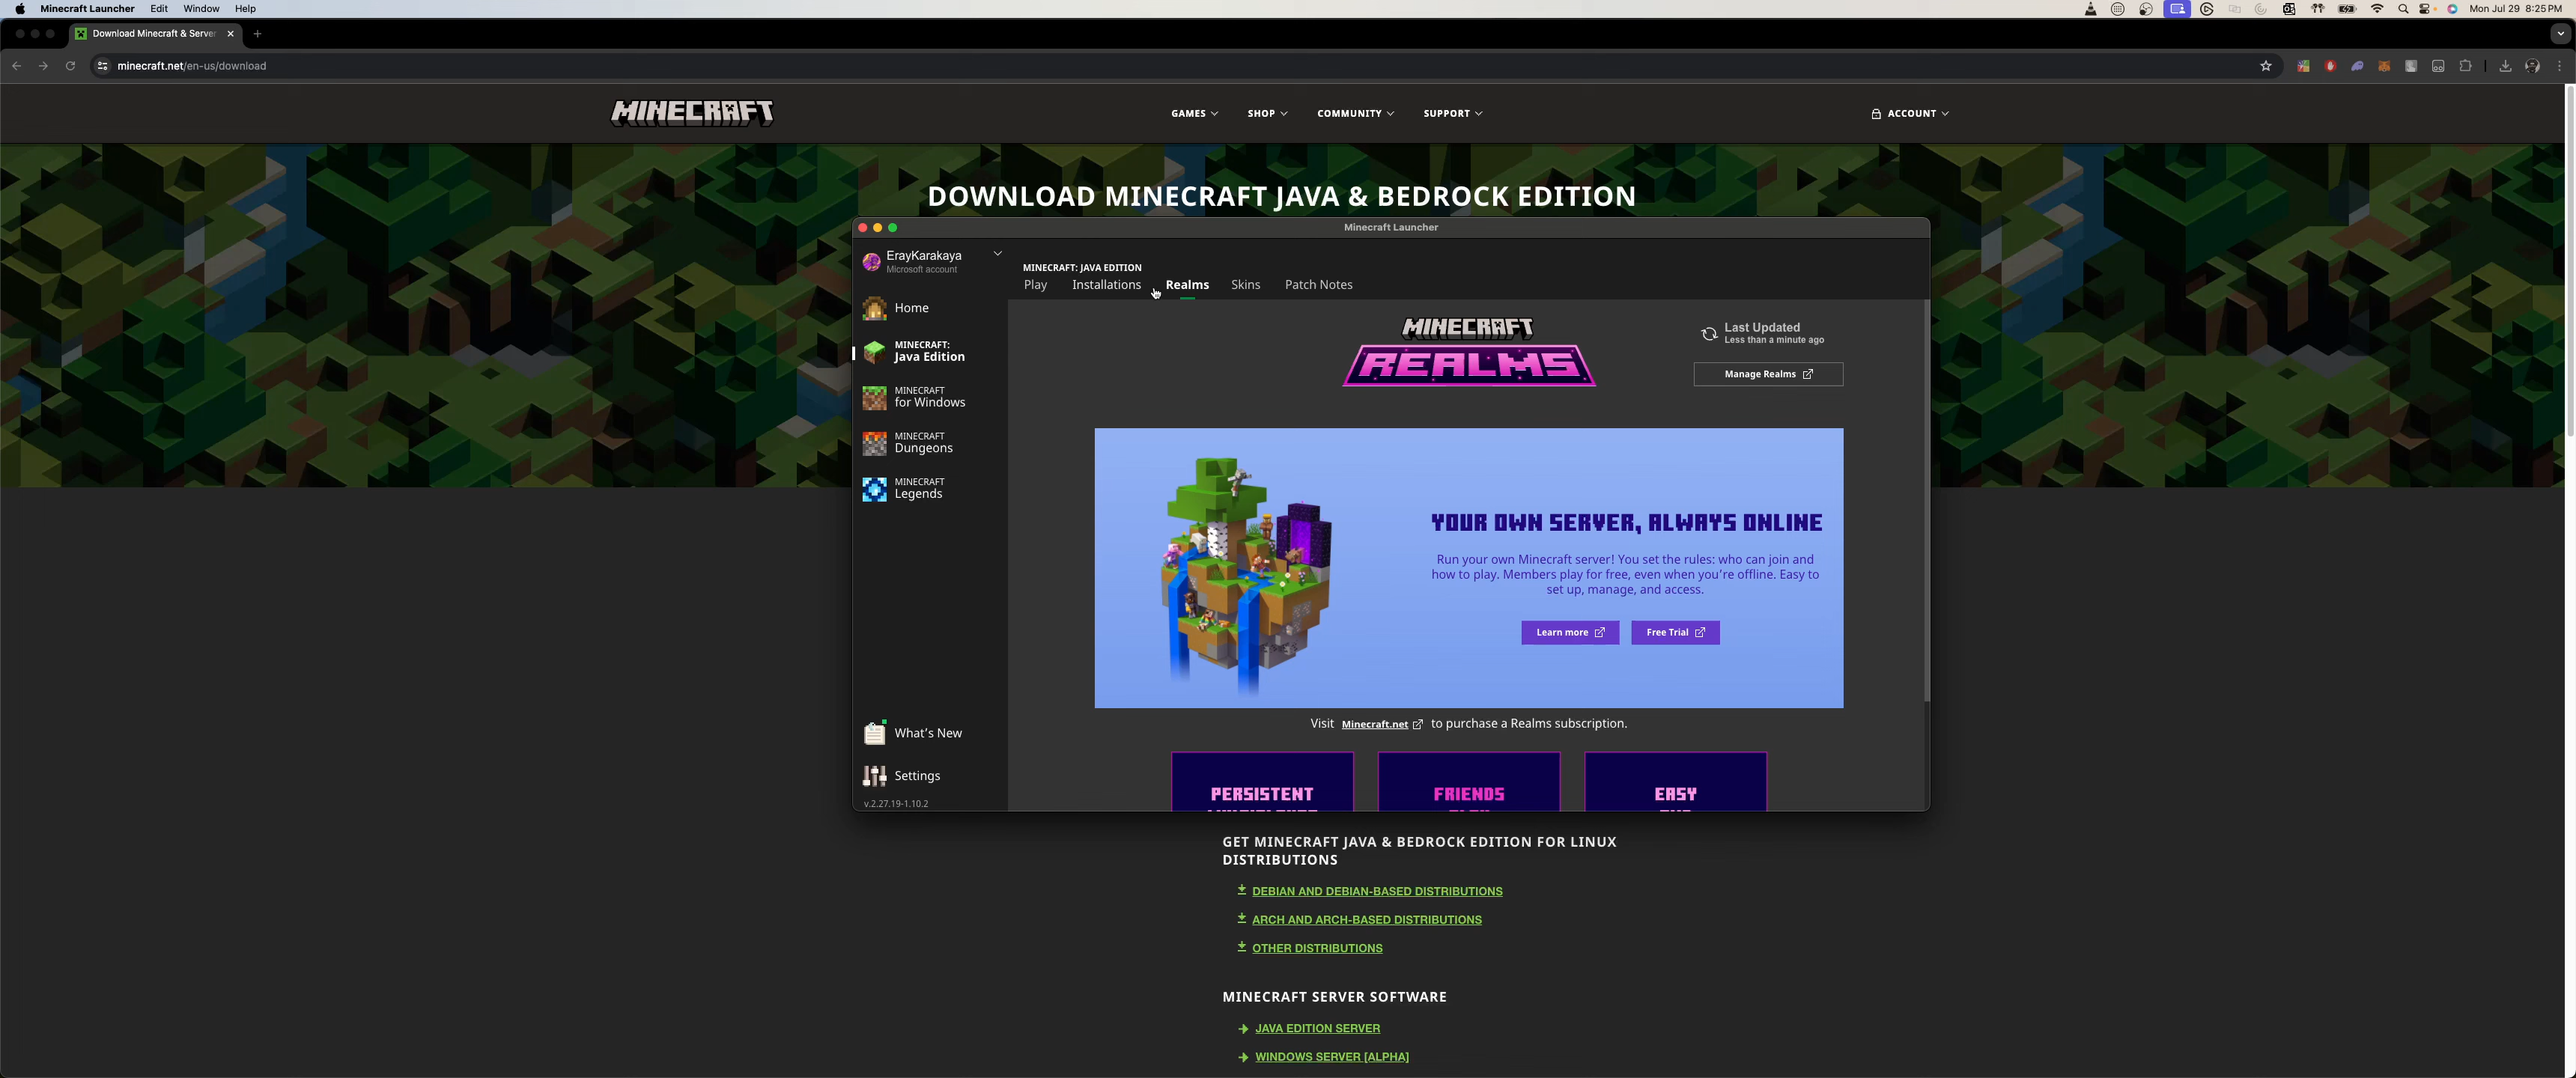 Minecraft Launcher Edit Window Help
Mon Jul 29 8:25 PM
Download Minecraft & Server
minecraft.net/en-us/download
MINECRAFT
GAMES SHOP COMMUNITY SUPPORT
ACCOUNT
DOWNLOAD MINECRAFT JAVA & BEDROCK EDITION
Minecraft Launcher
ErayKarakaya
Microsoft account
Home
MINECRAFT:
Java Edition
MINECRAFT
for Windows
MINECRAFT
Dungeons
MINECRAFT
Legends
What's New
Settings
v.2.27.19-1.10.2
MINECRAFT: JAVA EDITION
Play Installations Realms Skins Patch Notes
MINECRAFT
REALMS
Last Updated
Less than a minute ago
Manage Realms
YOUR OWN SERVER, ALWAYS ONLINE
Run your own Minecraft server! You set the rules: who can join and
how to play. Members play for free, even when you're offline. Easy to
set up, manage, and access.
Learn more
Free Trial
Visit Minecraft.net to purchase a Realms subscription.
PERSISTENT
FRIENDS
EASY
GET MINECRAFT JAVA & BEDROCK EDITION FOR LINUX
DISTRIBUTIONS
DEBIAN AND DEBIAN-BASED DISTRIBUTIONS
ARCH AND ARCH-BASED DISTRIBUTIONS
OTHER DISTRIBUTIONS
MINECRAFT SERVER SOFTWARE
JAVA EDITION SERVER
WINDOWS SERVER [ALPHA]